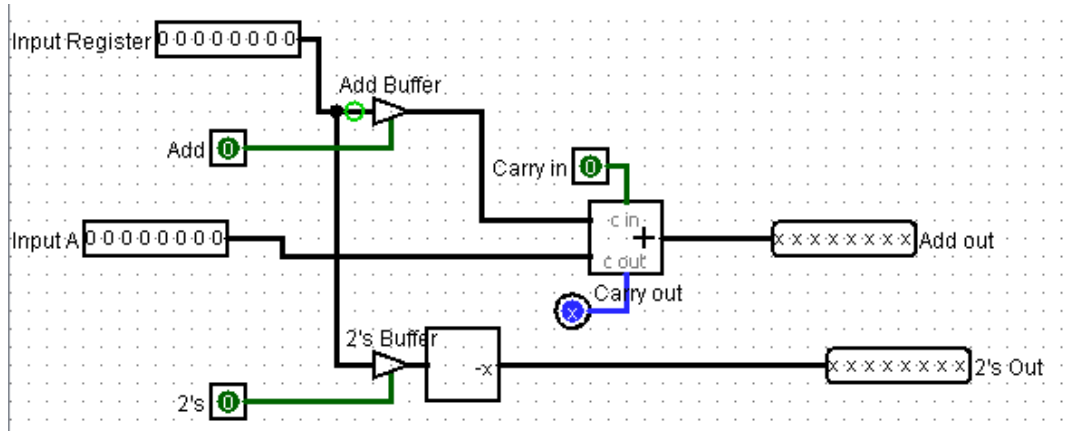 Input Register 0 0 0 0 0 0 0 0
Add Buffer
Add 0
Carry in 0
c in
Input A 0 0 0 0 0 0 0 0
+
x x x x x x x x Add out
c out
Carry out
x
2's Buffer
-x
x x x x x x x x 2's Out
2's 0